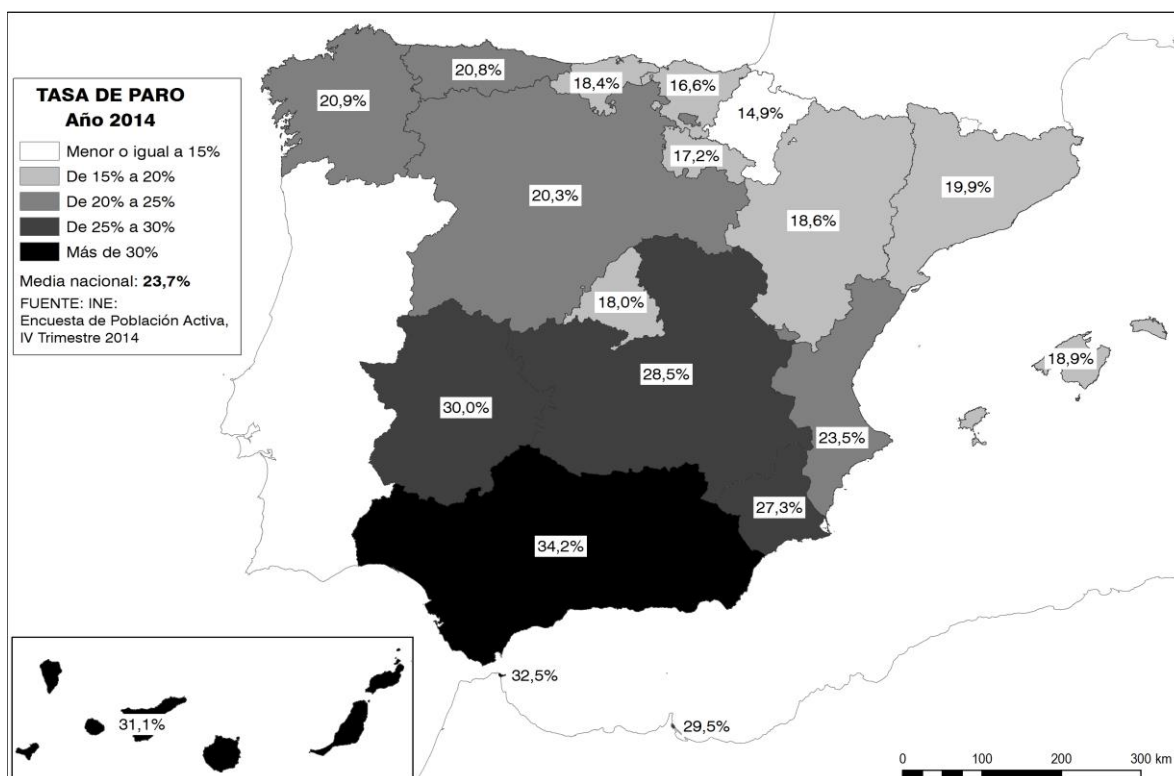 TASA DE PARO
Año 2014
Menor o igual a 15%
De 15% a 20%
De 20% a 25%
De 25% a 30%
Más de 30%
Media nacional: 23,7%
FUENTE: INE:
Encuesta de Población Activa,
IV Trimestre 2014
20,9%
20,8%
18,4%
16,6%
14,9%
17,2%
20,3%
18,6%
19,9%
18,0%
28,5%
30,0%
18,9%
23,5%
27,3%
34,2%
32,5%
29,5%
31,1%
0 100 200 300 km